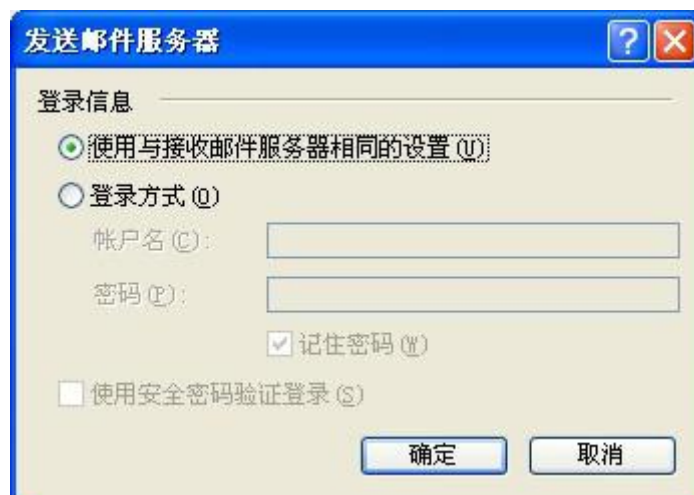 发送邮件服务器
登录信息
使用与接收邮件服务器相同的设置(U)
登录方式(O)
帐户名(C):
密码(P):
记住密码(W)
使用安全密码验证登录(S)
确定 取消